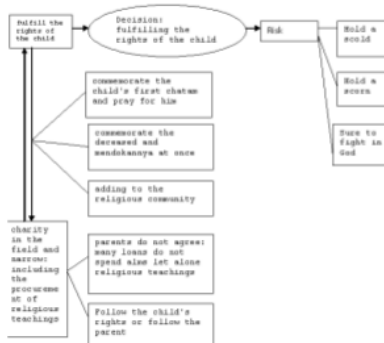 fulfill the
rights of
the child
Decision:
fulfilling the
rights of the child
Risk
Hold a
scold
Hold a
scorn
Sure to
fight in
God
commemorate the
child's first chatam
and pray for him
commemorate the
deceased and
mendokannya at once
adding to the
religious community
charity
in the
field and
narrow:
including
the
procureme
nt of
religious
teachings
parents do not agree:
many loans do not
spend alms let alone
religious teachings
Follow the child's
rights or follow the
parent